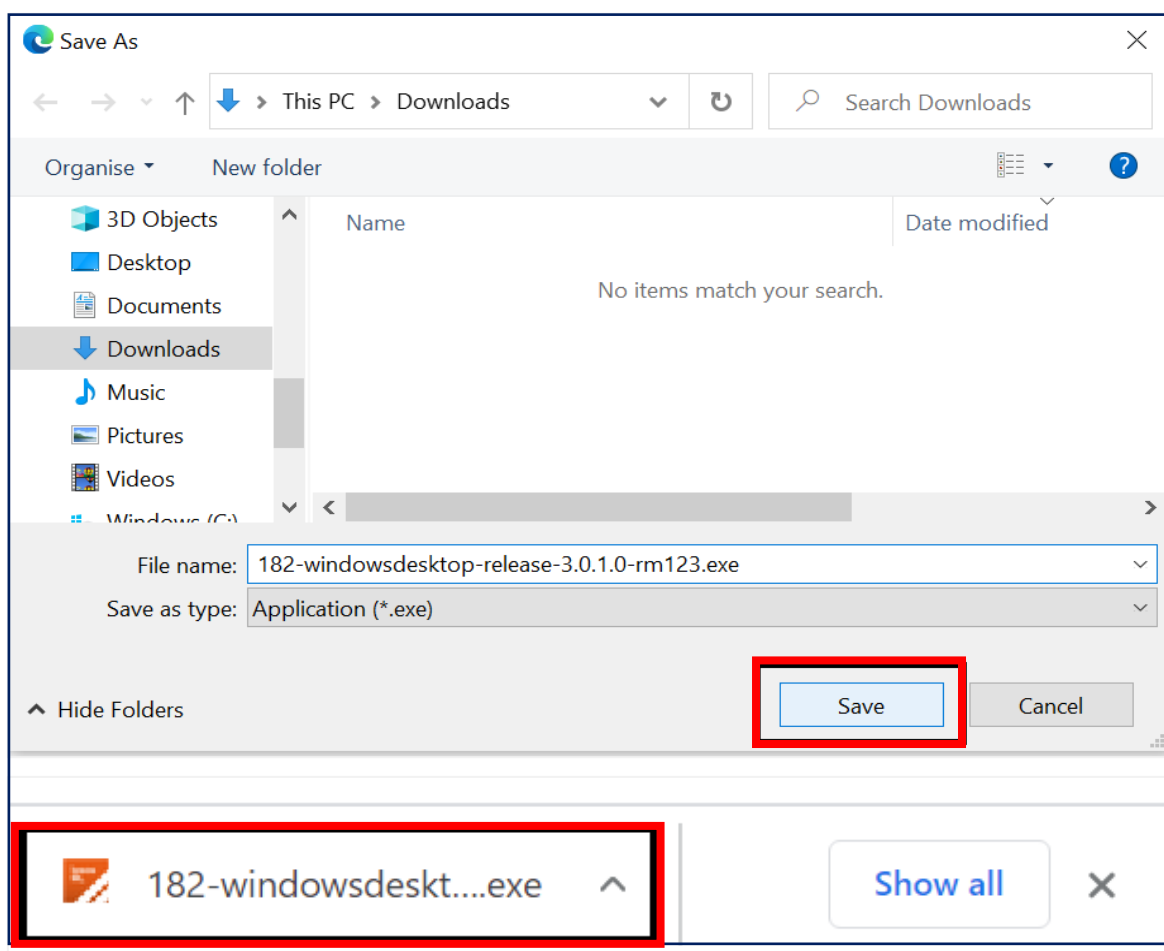 Save As
This PC > Downloads
Search Downloads
Organise
New folder
3D Objects
Desktop
Documents
Downloads
Music
Pictures
Videos
Windows (C:)
Name
Date modified
No items match your search.
File name: 182-windowsdesktop-release-3.0.1.0-rm123.exe
Save as type: Application (*.exe)
Hide Folders
Save
Cancel
182-windowsdeskt....exe
Show all